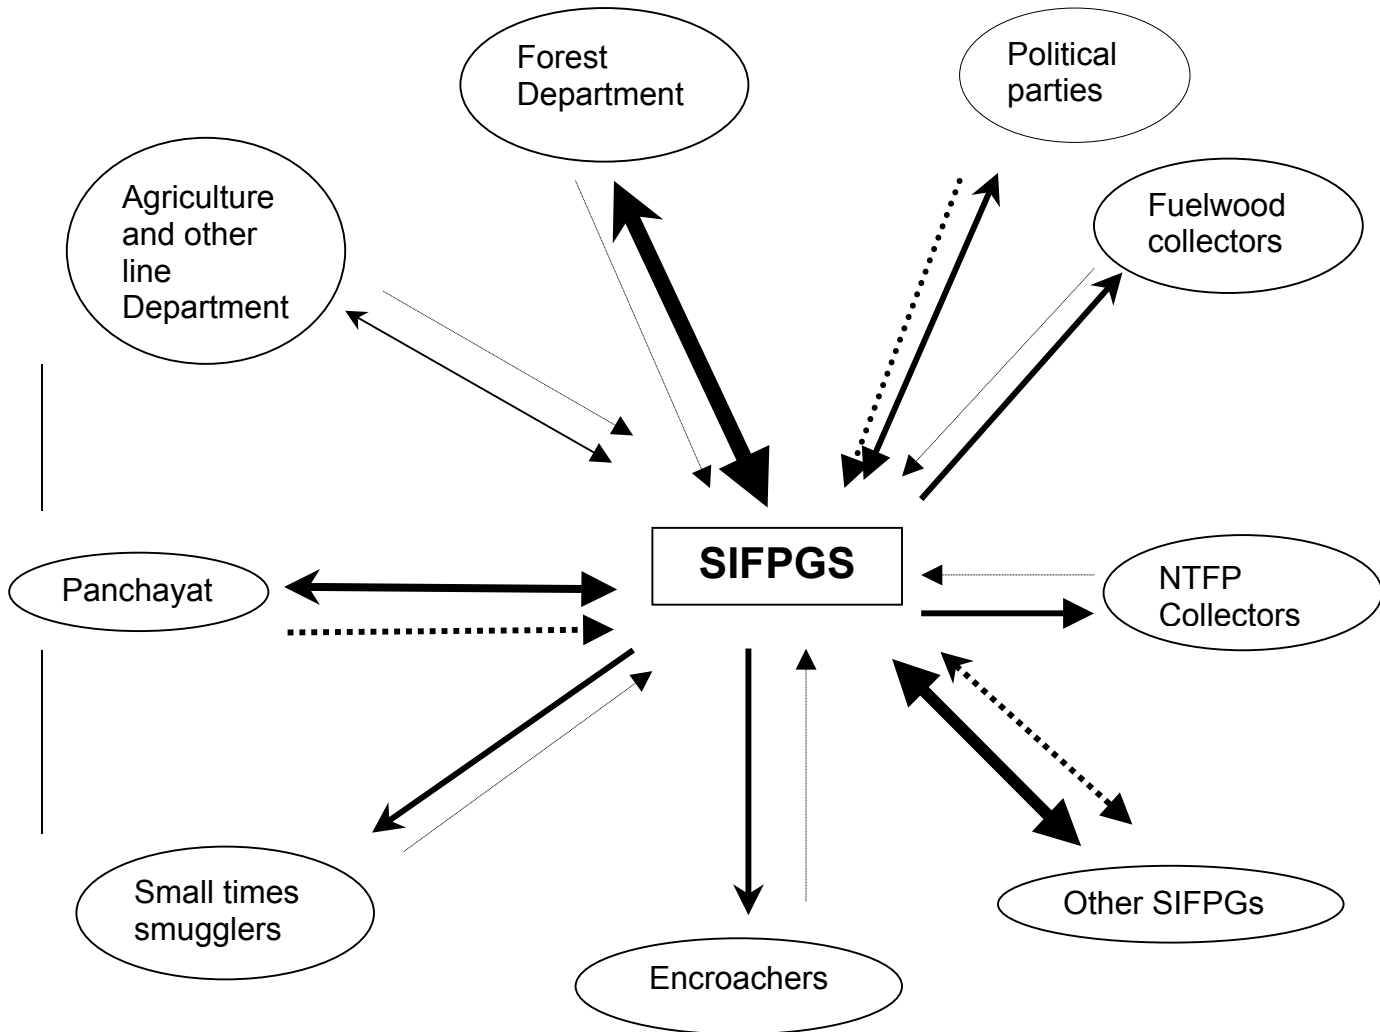 Forest
Department
Political
parties
Agriculture
and other
line
Department
Fuelwood
collectors
SIFPGS
Panchayat
NTFP
Collectors
Small times
smugglers
Other SIFPGs
Encroachers